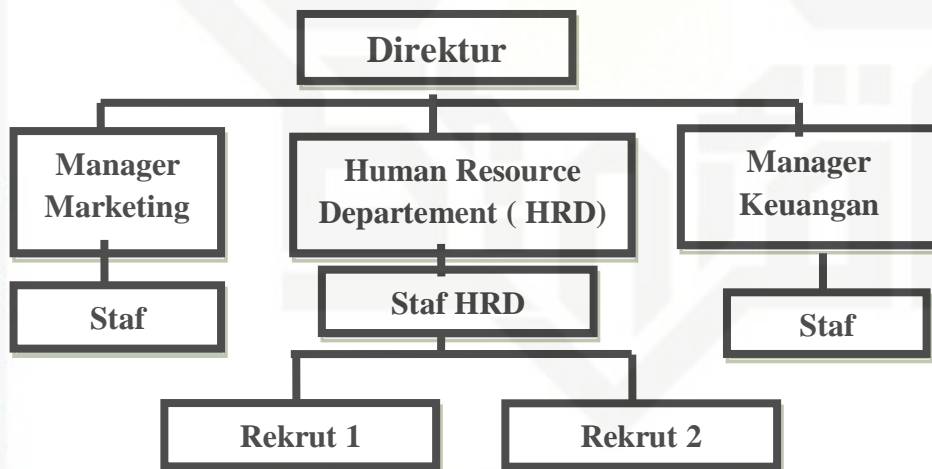 Direktur
Manager
Marketing
Human Resource
Departement ( HRD)
Manager
Keuangan
Staf
Staf HRD
Staf
Rekrut 1
Rekrut 2